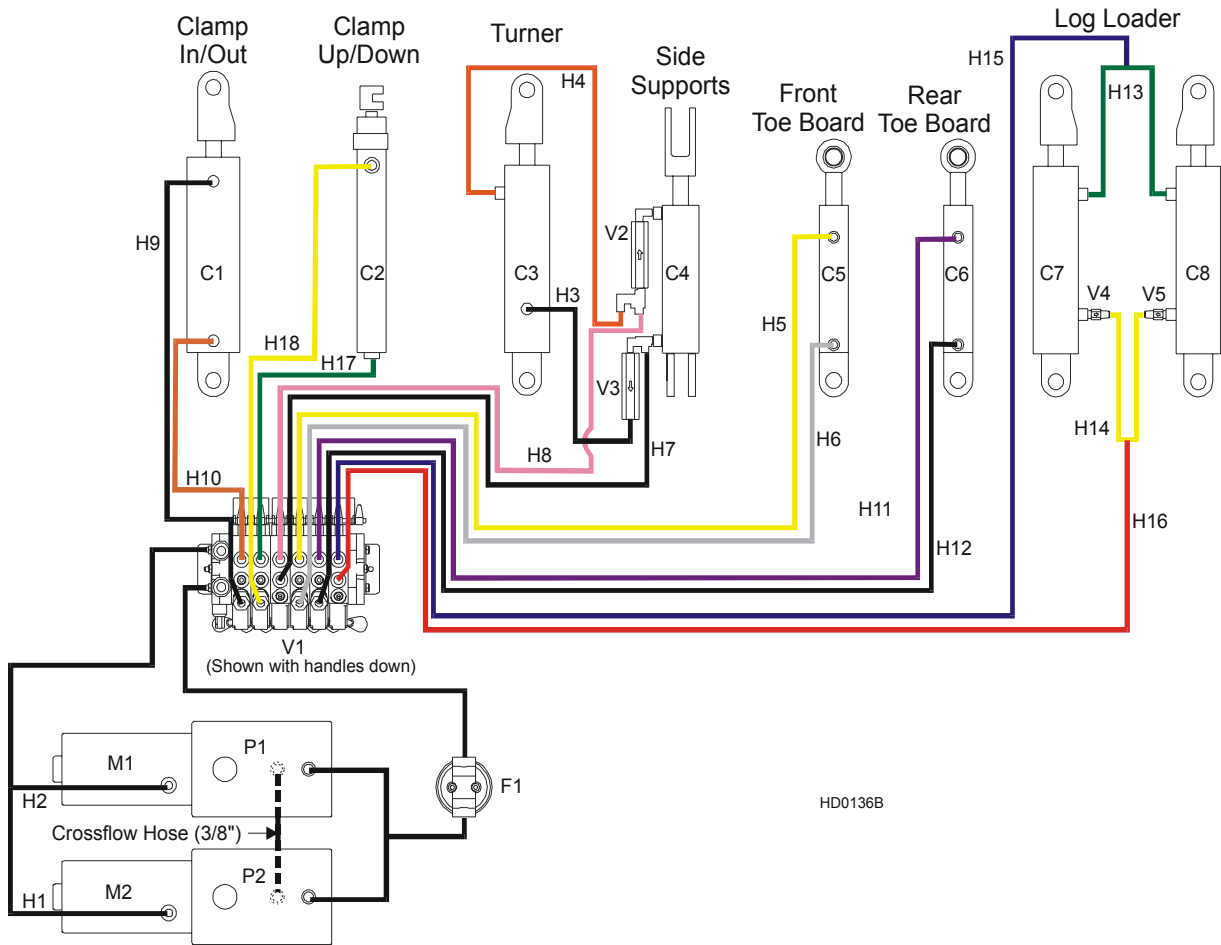 Clamp
In/Out
Clamp
Up/Down
Turner
Side
Supports
Front
Toe Board
Rear
Toe Board
Log Loader
H15
H4
H13
H9
V2
C1
C2
C3
C4
C5
C6
C7
C8
H3
V4
V5
H5
H18
H17
V3
H14
H8
H7
H6
H10
H11
H16
H12
V1
(Shown with handles down)
P1
M1
F1
H2
HD0136B
Crossflow Hose (3/8")
P2
M2
H1